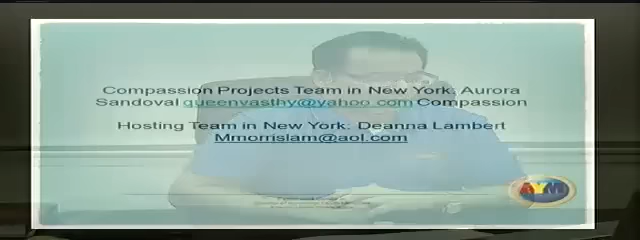 Compassion Projects Team in New York: Aurora
Sandoval queenvasthy@yahoo.com Compassion
Hosting Team in New York: Deanna Lambert
Mmorrislam@aol.com
AYM